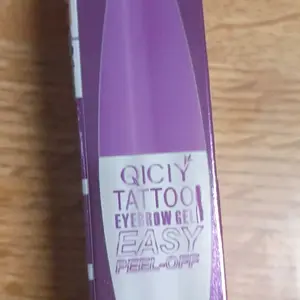 QICIY
TATTOO
EYEBROW GEL
EASY
PEEL-OFF